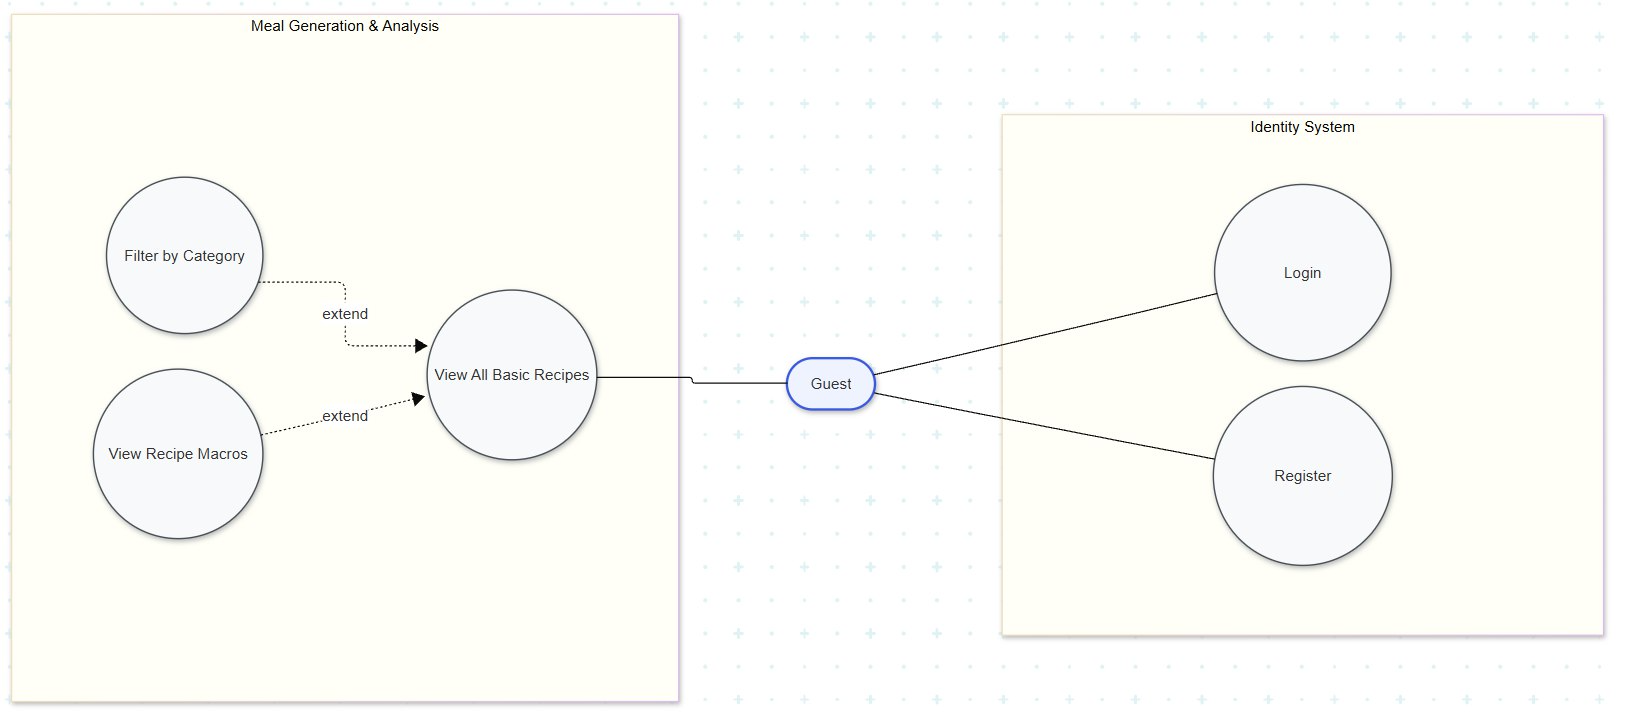 Meal Generation & Analysis
Filter by Category
extend
View All Basic Recipes
extend
View Recipe Macros
Guest
Identity System
Login
Register